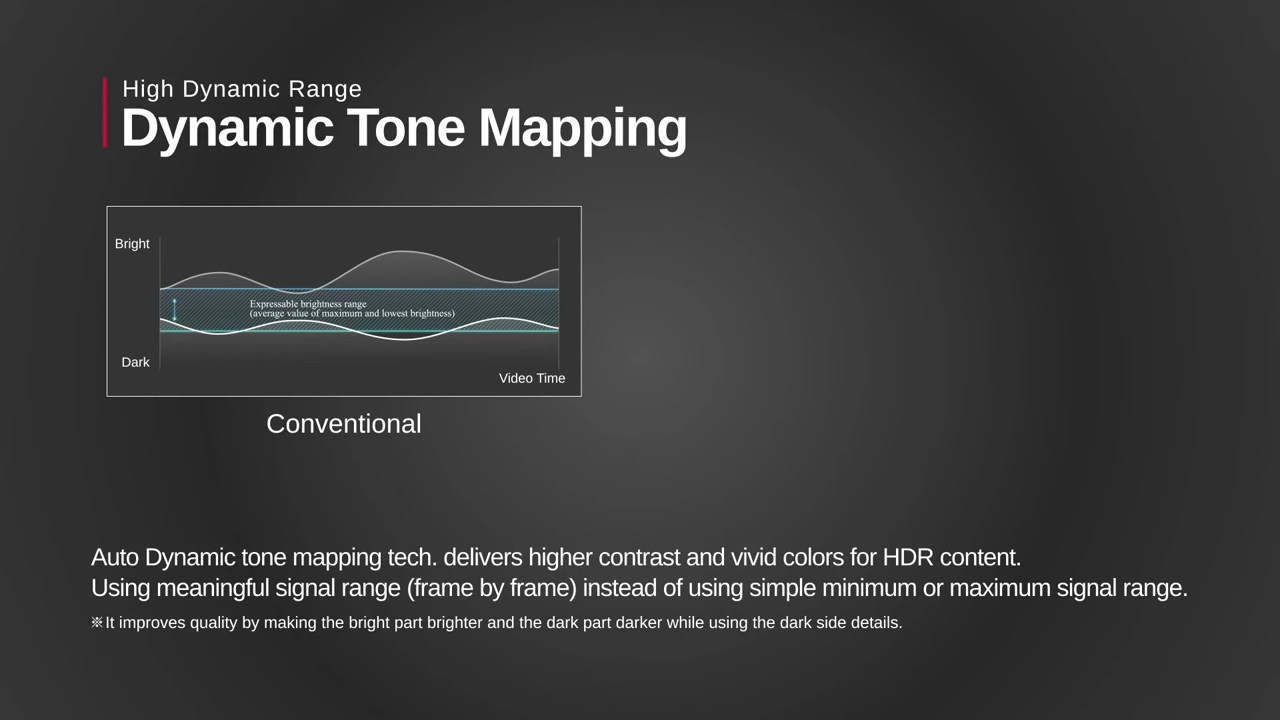 High Dynamic Range
Dynamic Tone Mapping
Bright
Expressable brightness range
(average value of maximum and lowest brightness)
Dark
Video Time
Conventional
Auto Dynamic tone mapping tech. delivers higher contrast and vivid colors for HDR content.
Using meaningful signal range (frame by frame) instead of using simple minimum or maximum signal range.
※It improves quality by making the bright part brighter and the dark part darker while using the dark side details.